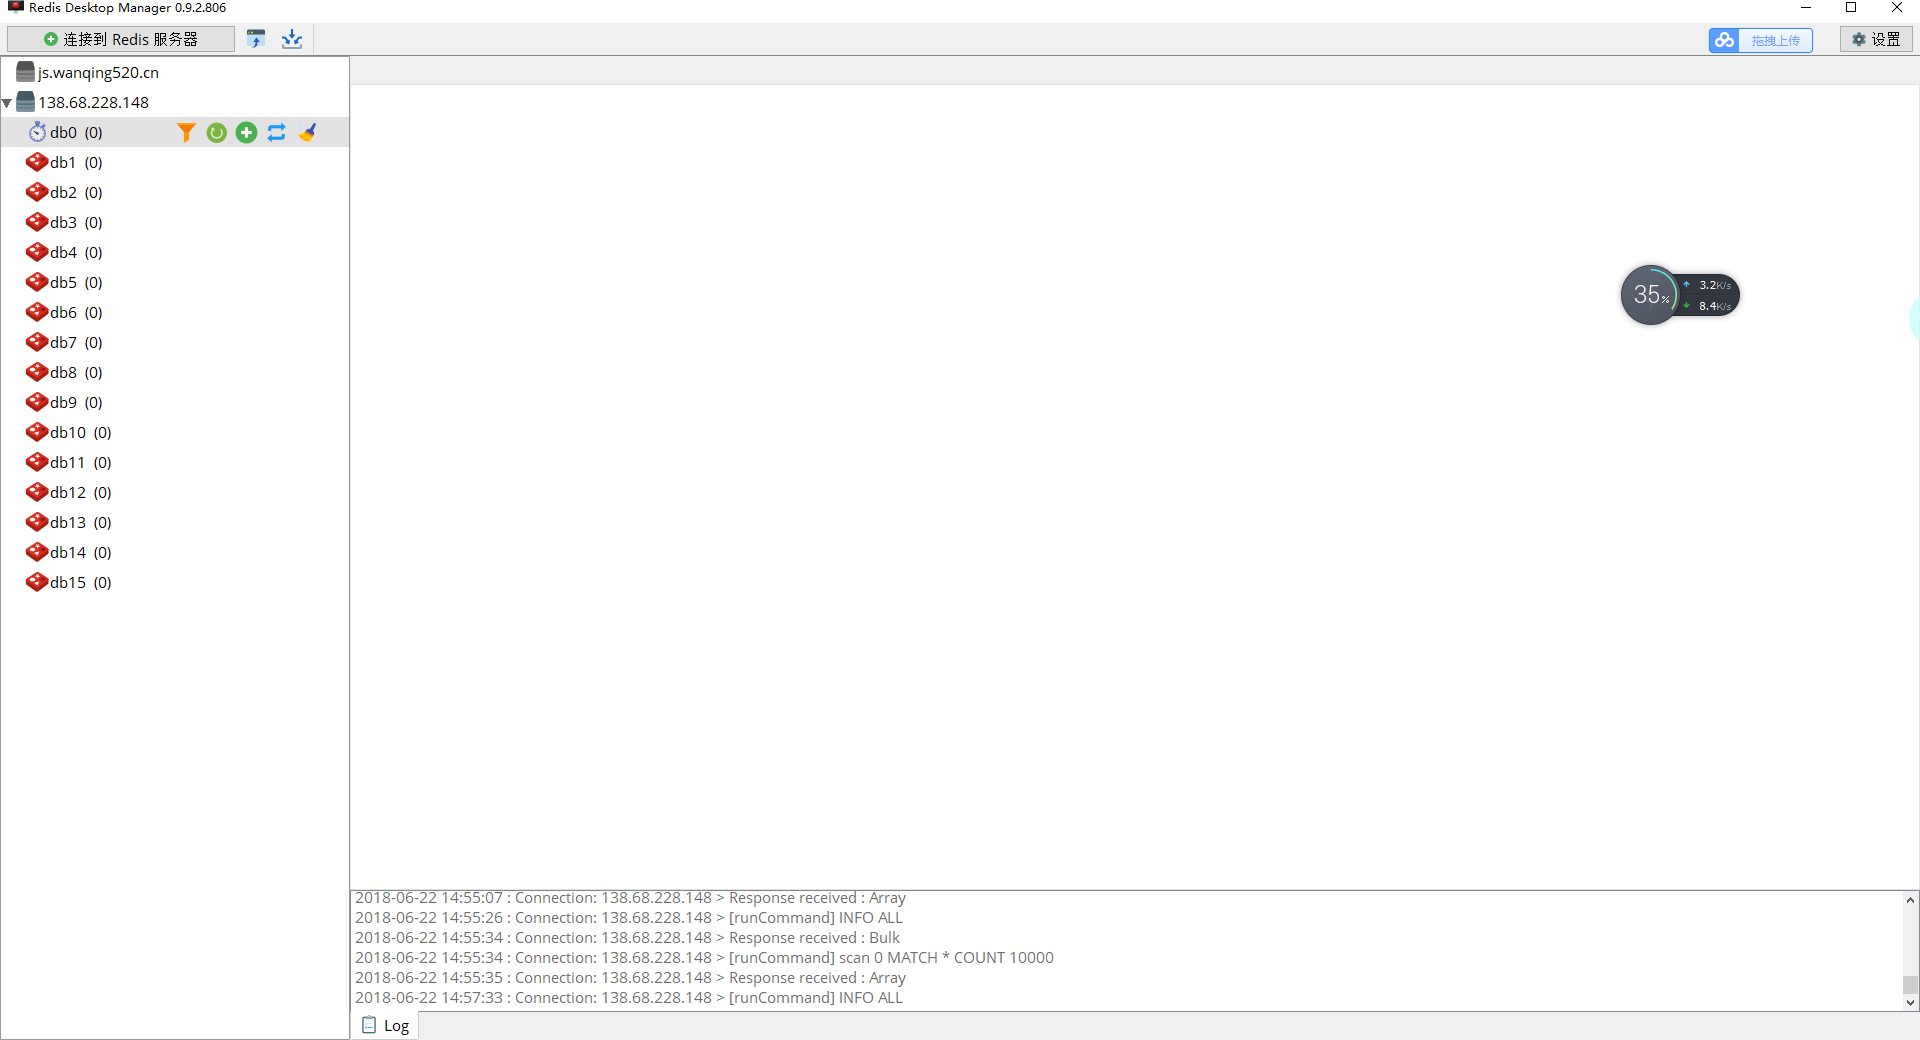 Redis Desktop Manager 0.9.2.806
连接到 Redis 服务器
拖拽上传
设置
js.wanqing520.cn
138.68.228.148
db0 (0)
db1 (0)
db2 (0)
db3 (0)
db4 (0)
db5 (0)
db6 (0)
db7 (0)
db8 (0)
db9 (0)
db10 (0)
db11 (0)
db12 (0)
db13 (0)
db14 (0)
db15 (0)
35%
3.2K/s
8.4K/s
2018-06-22 14:55:07 : Connection: 138.68.228.148 > Response received : Array
2018-06-22 14:55:26 : Connection: 138.68.228.148 > [runCommand] INFO ALL
2018-06-22 14:55:34 : Connection: 138.68.228.148 > Response received : Bulk
2018-06-22 14:55:34 : Connection: 138.68.228.148 > [runCommand] scan 0 MATCH * COUNT 10000
2018-06-22 14:55:35 : Connection: 138.68.228.148 > Response received : Array
2018-06-22 14:57:33 : Connection: 138.68.228.148 > [runCommand] INFO ALL
Log